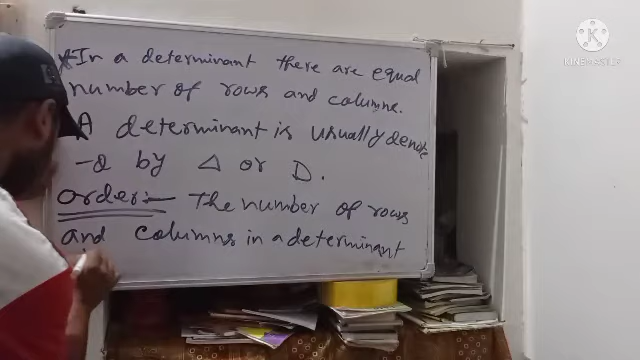 *In a determinant there are equal
number of rows and columns.
A determinant is usually denote
-d by △ or D.
Order:- The number of rows
and columns in a determinant
KINEMASTER